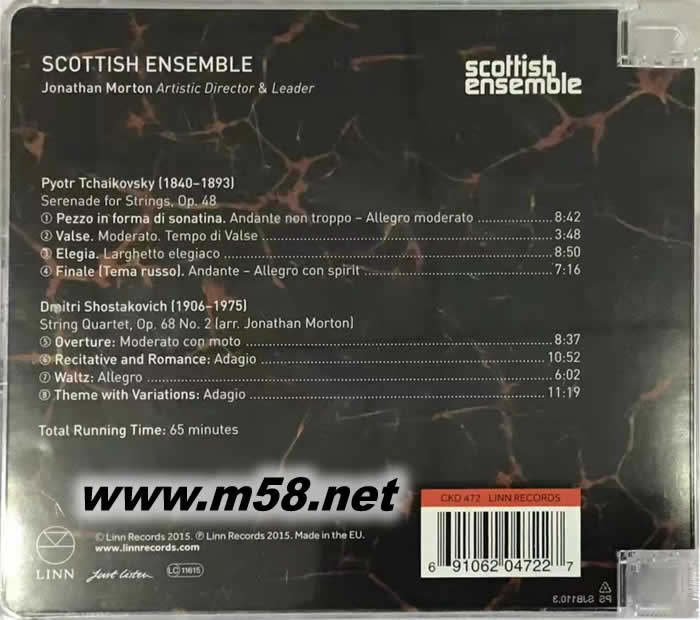 SCOTTISH ENSEMBLE
Jonathan Morton Artistic Director & Leader
scottish
ensemble
Pyotr Tchaikovsky (1840–1893)
Serenade for Strings, Op. 48
① Pezzo in forma di sonatina. Andante non troppo – Allegro moderato 8:42
② Valse. Moderato. Tempo di Valse 3:48
③ Elegia. Larghetto elegiaco 8:50
④ Finale (Tema russo). Andante – Allegro con spirit 7:16
Dmitri Shostakovich (1906–1975)
String Quartet, Op. 68 No. 2 (arr. Jonathan Morton)
⑤ Overture: Moderato con moto 8:37
⑥ Recitative and Romance: Adagio 10:52
⑦ Waltz: Allegro 6:02
⑧ Theme with Variations: Adagio 11:19
Total Running Time: 65 minutes
www.m58.net
CKD 472 LINN RECORDS
6 91062 04722 7
© Linn Records 2015. ℗ Linn Records 2015. Made in the EU.
www.linnrecords.com
LINN
just listen
LC 11615
PS SJB110.3